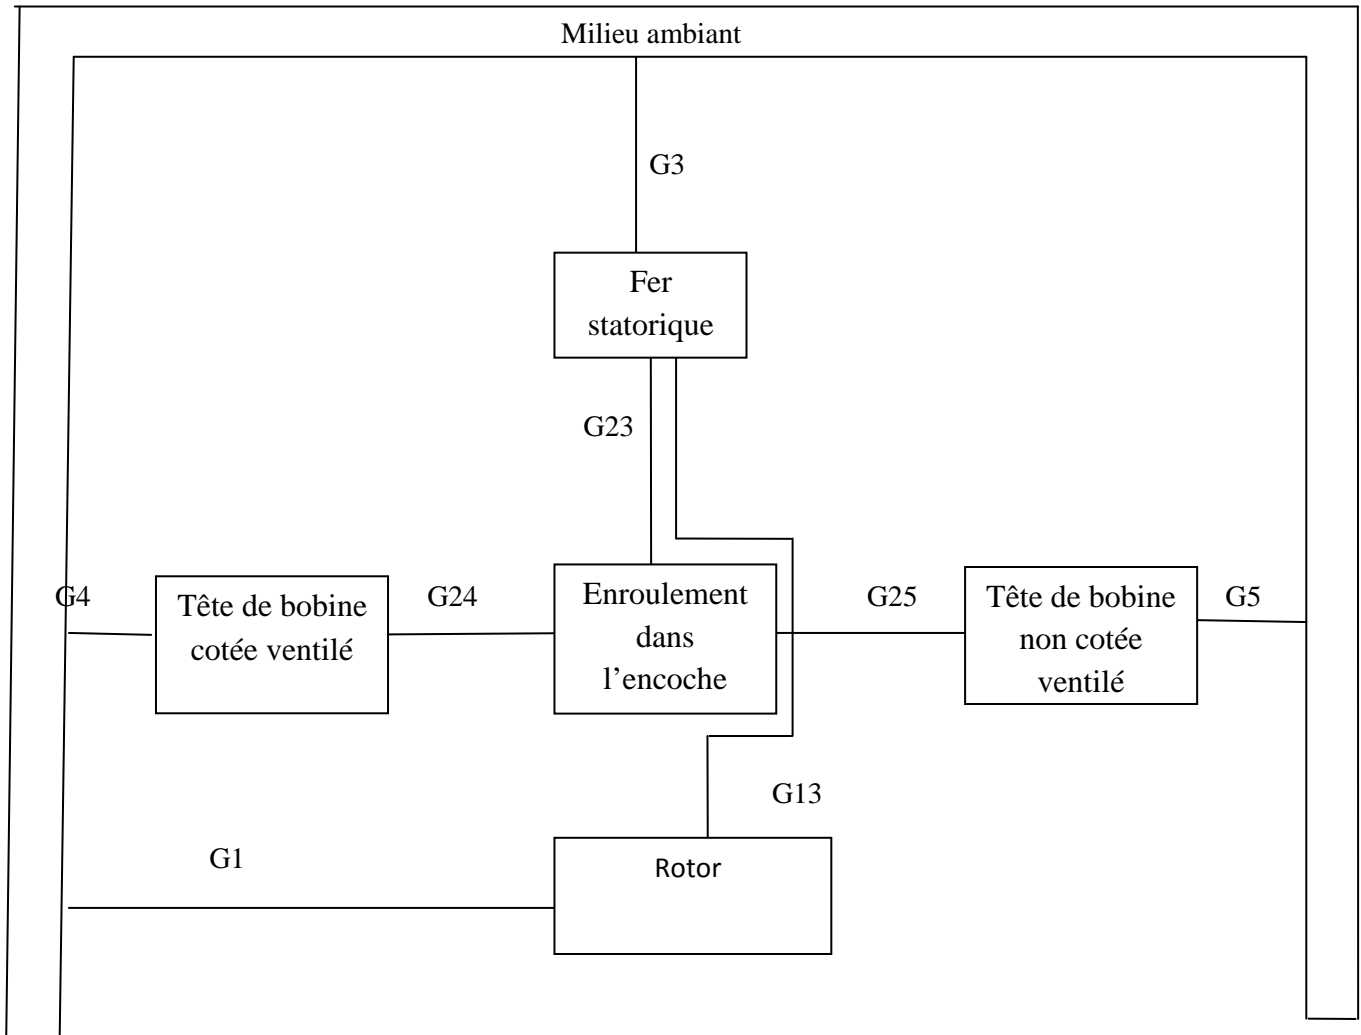 Milieu ambiant
G3
Fer
statorique
G23
G4
Tête de bobine
cotée ventilé
G24
Enroulement
dans
l’encoche
G25
Tête de bobine
non cotée
ventilé
G5
G13
G1
Rotor